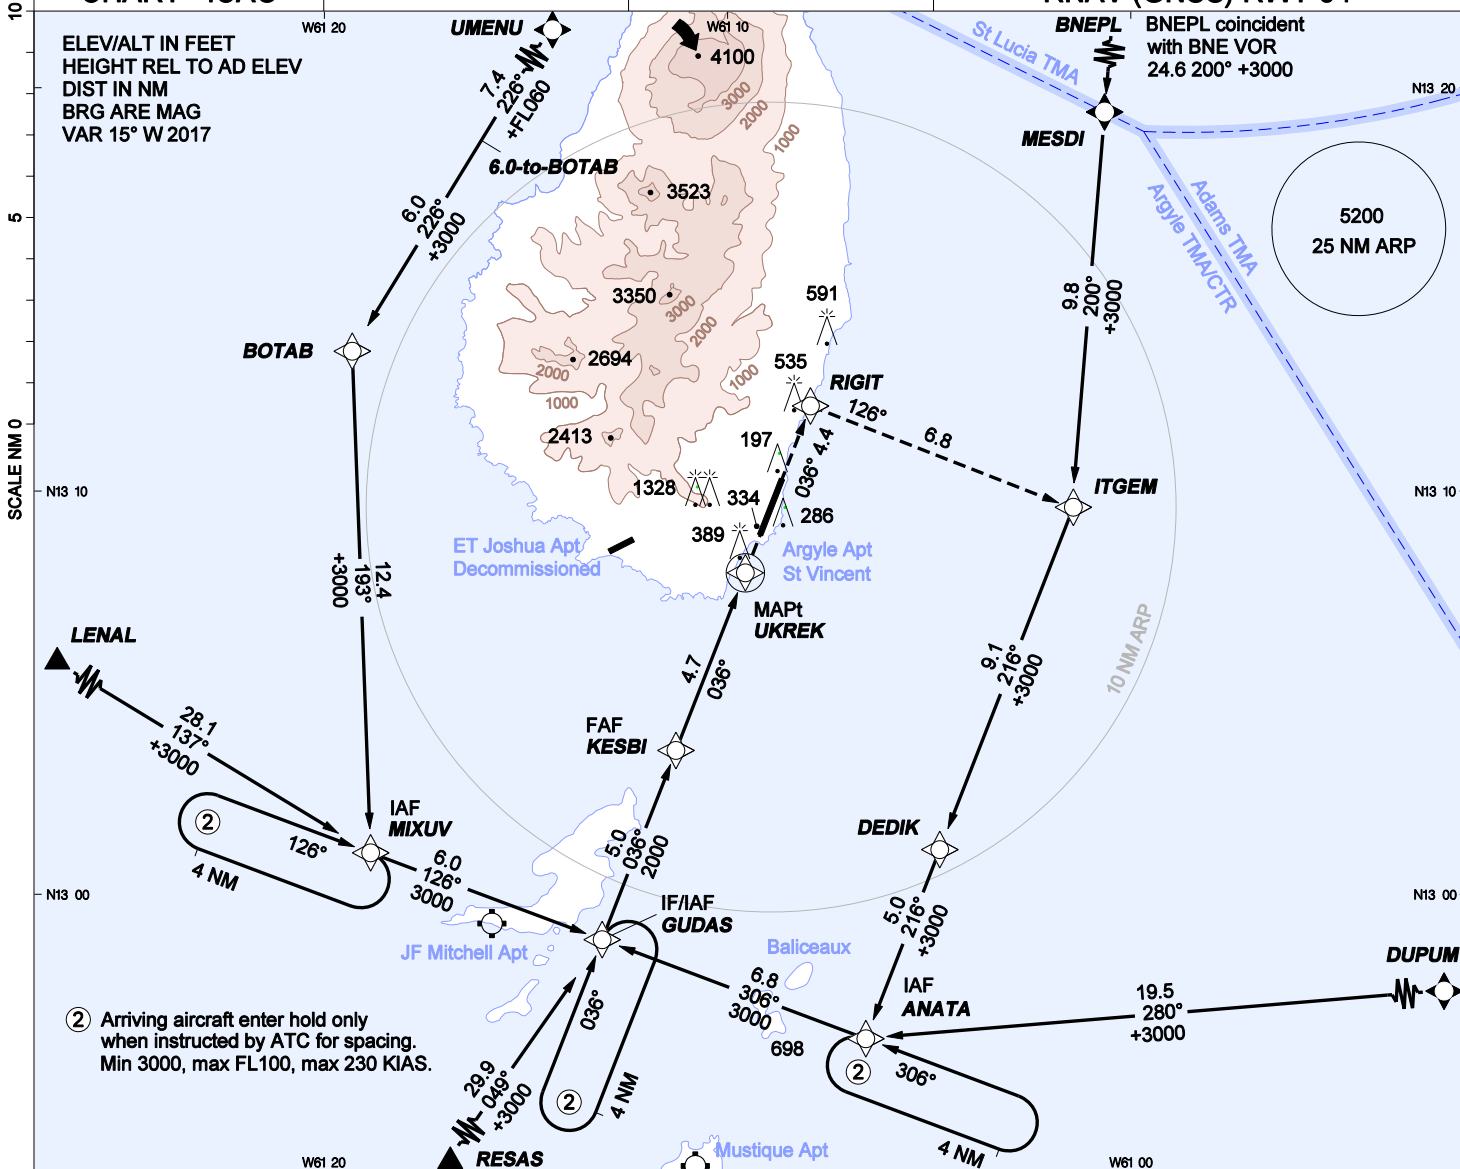 W61 20
UMENU
W61 10
BNEPL
BNEPL coincident
with BNE VOR
24.6 200° +3000
ELEV/ALT IN FEET
HEIGHT REL TO AD ELEV
DIST IN NM
BRG ARE MAG
VAR 15° W 2017
10
5
SCALE NM 0
7.4
226°
+FL060
6.0-to-BOTAB
6.0
226°
+3000
4100
3000
2000
1000
St Lucia TMA
N13 20
MESDI
Adams TMA
Argyle TMA/CTR
5200
25 NM ARP
3523
3350
3000
2000
1000
591
9.8
200°
+3000
BOTAB
2694
2000
1000
535
RIGIT
126°
6.8
2413
197
036° 4.4
N13 10
1328
334
286
389
ITGEM
N13 10
ET Joshua Apt
Decommissioned
Argyle Apt
St Vincent
12.4
193°
+3000
MAPt
UKREK
LENAL
28.1
137°
+3000
4.7
036°
9.1
216°
+3000
10 NM ARP
FAF
KESBI
2
126°
4 NM
IAF
MIXUV
6.0
126°
3000
5.0
036°
2000
DEDIK
N13 00
N13 00
IF/IAF
GUDAS
5.0
216°
+3000
JF Mitchell Apt
Baliceaux
DUPUM
6.8
306°
3000
IAF
ANATA
19.5
280°
+3000
2 Arriving aircraft enter hold only
when instructed by ATC for spacing.
Min 3000, max FL100, max 230 KIAS.
036°
698
2
306°
4 NM
29.9
049°
+3000
2
4 NM
RESAS
Mustique Apt
W61 20
W61 00